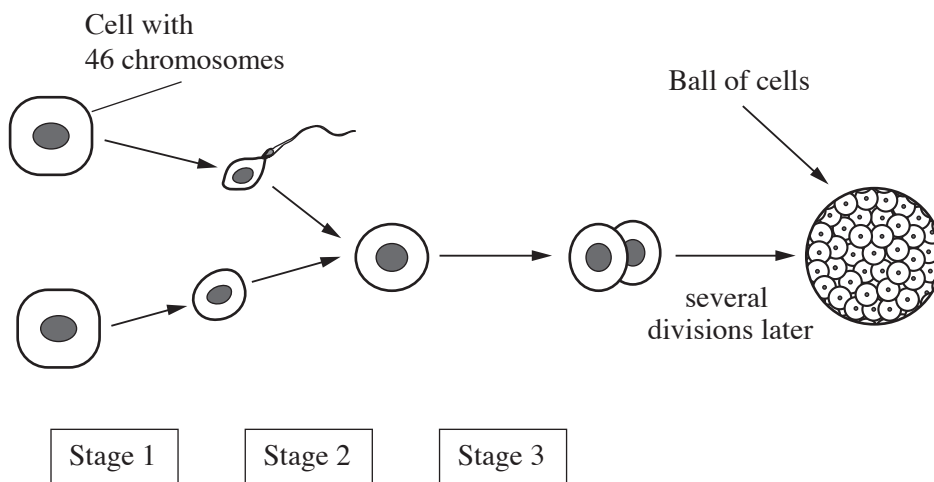 Cell with
46 chromosomes
Ball of cells
several
divisions later
Stage 1
Stage 2
Stage 3